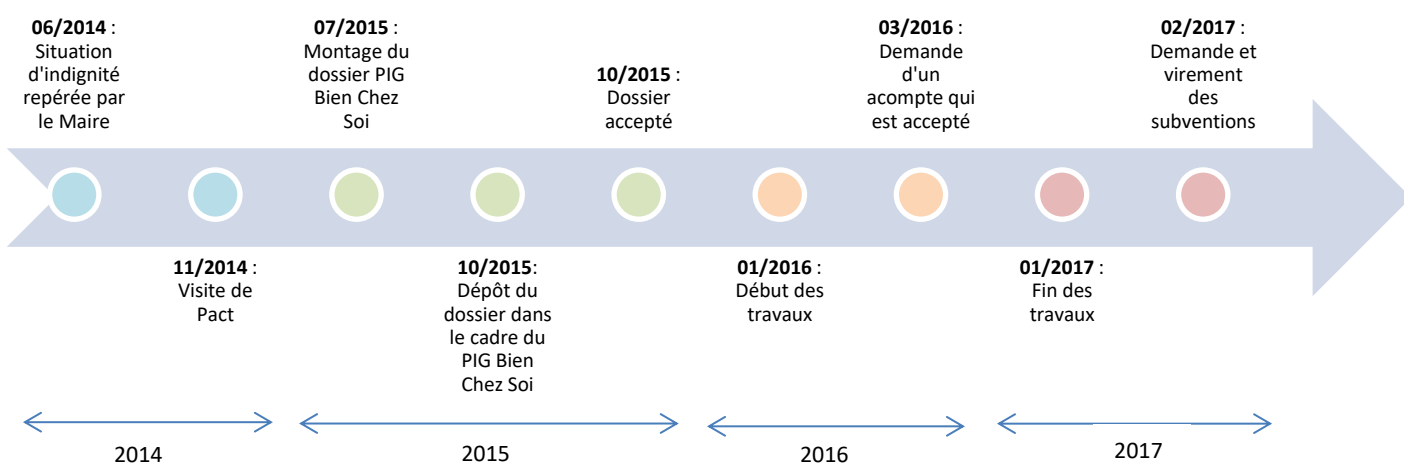 06/2014 :
Situation
d'indignité
repérée par
le Maire
11/2014 :
Visite de
Pact
07/2015 :
Montage du
dossier PIG
Bien Chez
Soi
10/2015:
Dépôt du
dossier dans
le cadre du
PIG Bien
Chez Soi
10/2015 :
Dossier
accepté
01/2016 :
Début des
travaux
03/2016 :
Demande
d'un
acompte qui
est accepté
01/2017 :
Fin des
travaux
02/2017 :
Demande et
virement
des
subventions
2014
2015
2016
2017